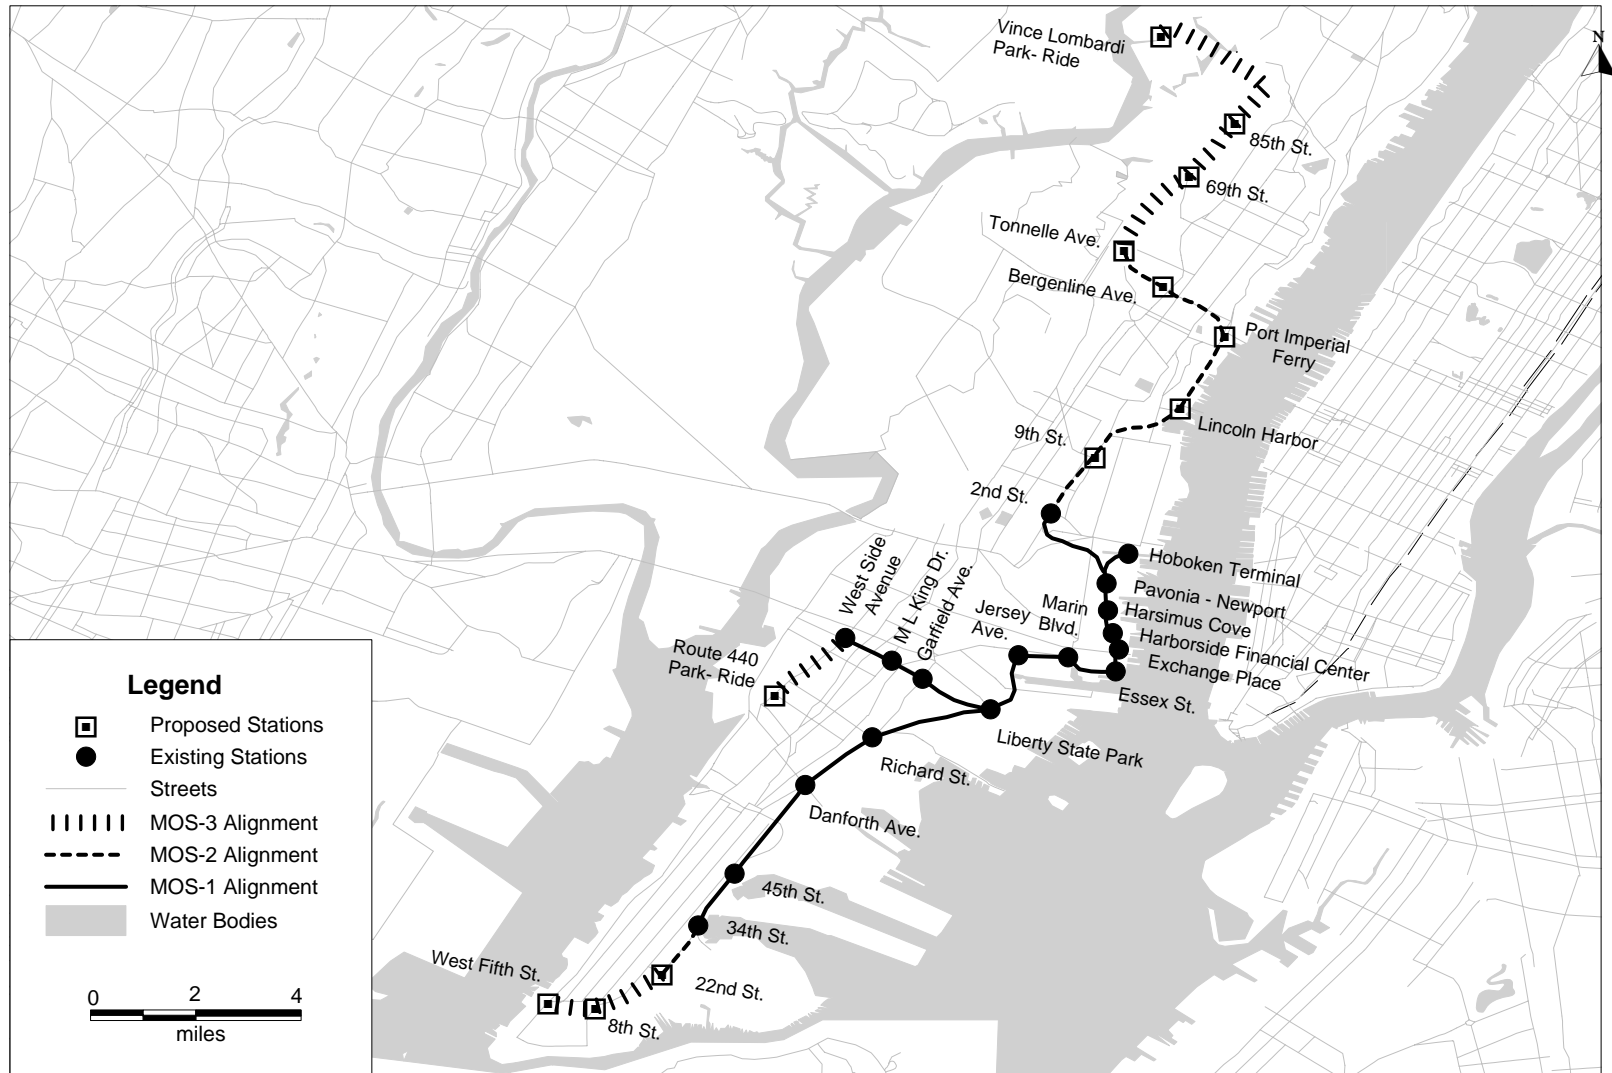 Vince Lombardi
Park- Ride
N
85th St.
69th St.
Tonnelle Ave.
Bergenline Ave.
Port Imperial
Ferry
Lincoln Harbor
9th St.
2nd St.
Hoboken Terminal
Pavonia - Newport
Harsimus Cove
Harborside Financial Center
Exchange Place
Essex St.
Marin
Blvd.
Jersey
Ave.
Garfield Ave.
M L King Dr.
West Side
Avenue
Route 440
Park- Ride
Liberty State Park
Richard St.
Danforth Ave.
45th St.
34th St.
22nd St.
8th St.
West Fifth St.
Legend
Proposed Stations
Existing Stations
Streets
MOS-3 Alignment
MOS-2 Alignment
MOS-1 Alignment
Water Bodies
0 2 4
miles